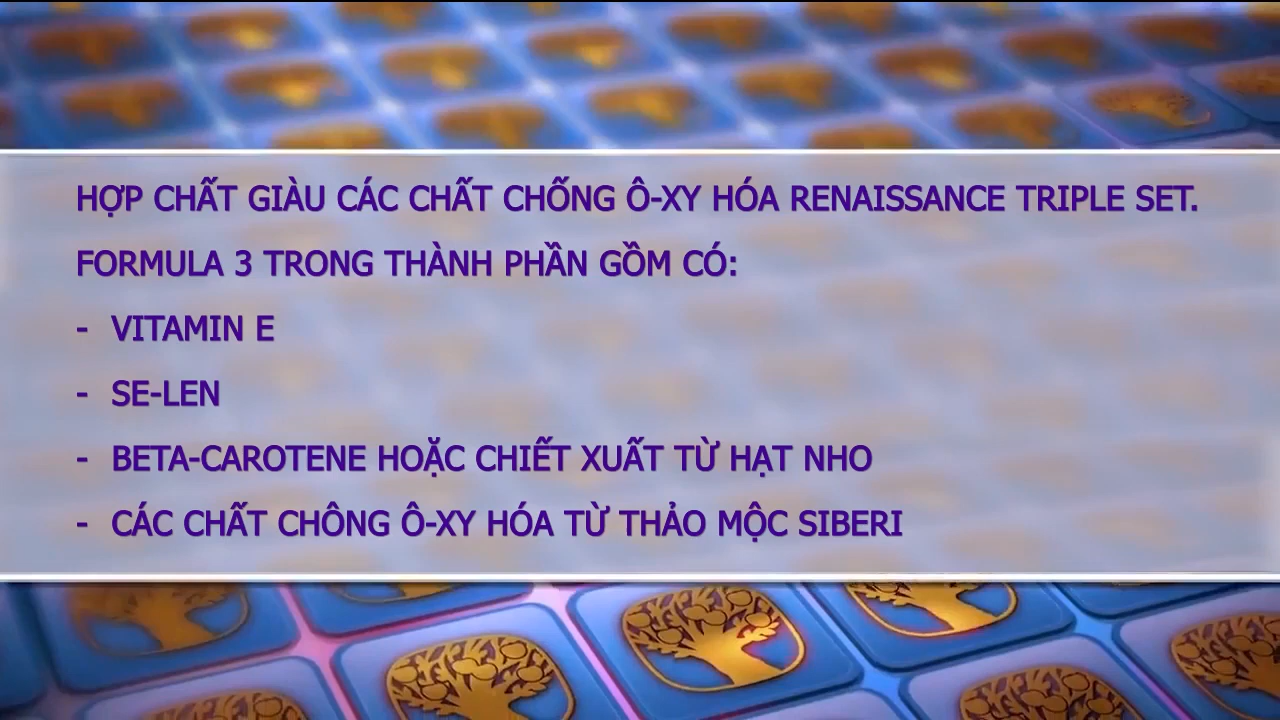 HỢP CHẤT GIÀU CÁC CHẤT CHỐNG Ô-XY HÓA RENAISSANCE TRIPLE SET.
FORMULA 3 TRONG THÀNH PHẦN GỒM CÓ:
- VITAMIN E
- SE-LEN
- BETA-CAROTENE HOẶC CHIẾT XUẤT TỪ HẠT NHO
- CÁC CHẤT CHÔNG Ô-XY HÓA TỪ THẢO MỘC SIBERI